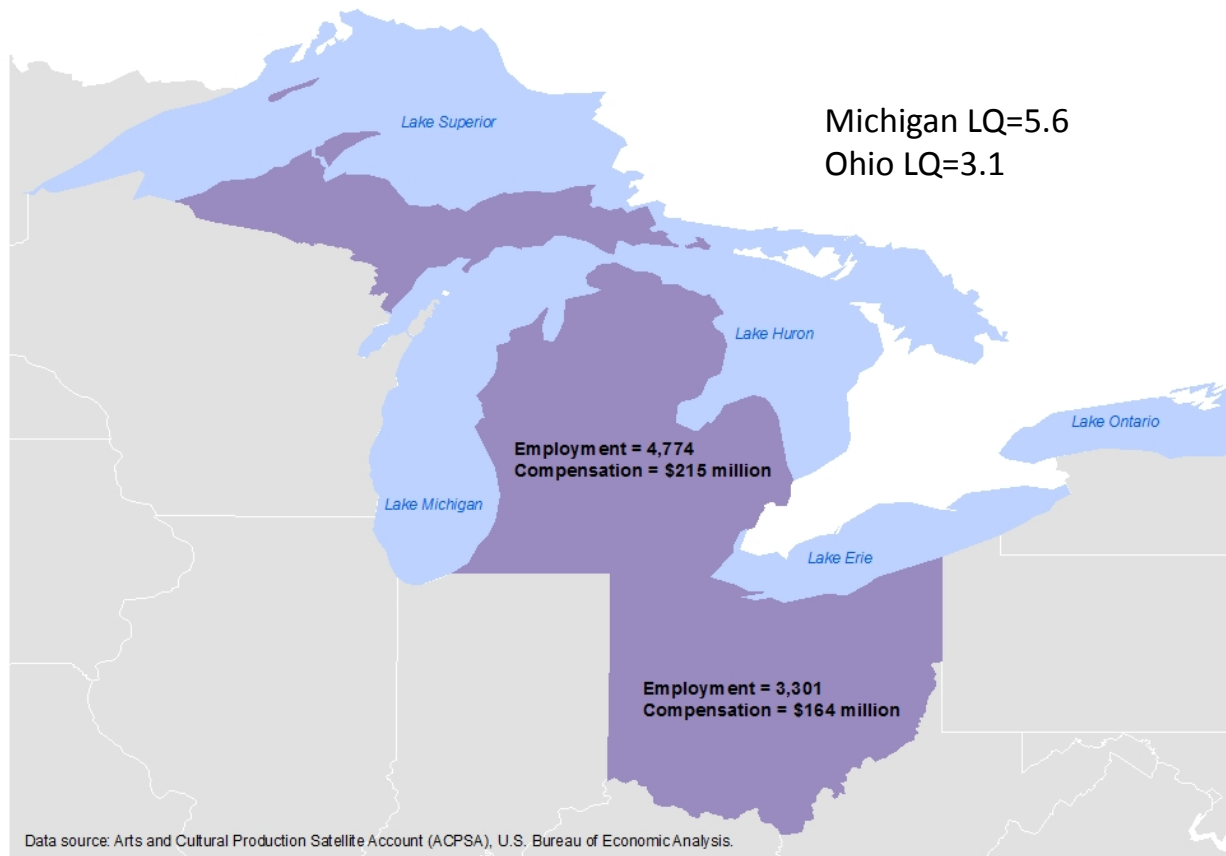 Michigan LQ=5.6
Ohio LQ=3.1
Lake Superior
Lake Huron
Lake Ontario
Employment = 4,774
Compensation = $215 million
Lake Michigan
Lake Erie
Employment = 3,301
Compensation = $164 million
Data source: Arts and Cultural Production Satellite Account (ACPSA), U.S. Bureau of Economic Analysis.